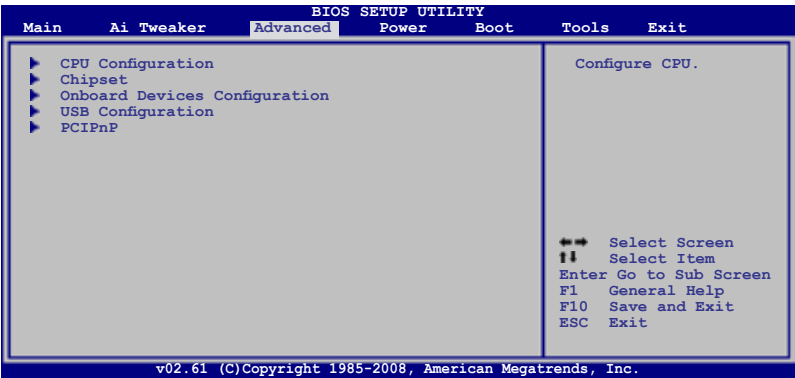 BIOS SETUP UTILITY
Main Ai Tweaker Advanced Power Boot Tools Exit
CPU Configuration
Chipset
Onboard Devices Configuration
USB Configuration
PCIPnP
Configure CPU.
Select Screen
Select Item
Enter Go to Sub Screen
F1 General Help
F10 Save and Exit
ESC Exit
v02.61 (C)Copyright 1985-2008, American Megatrends, Inc.